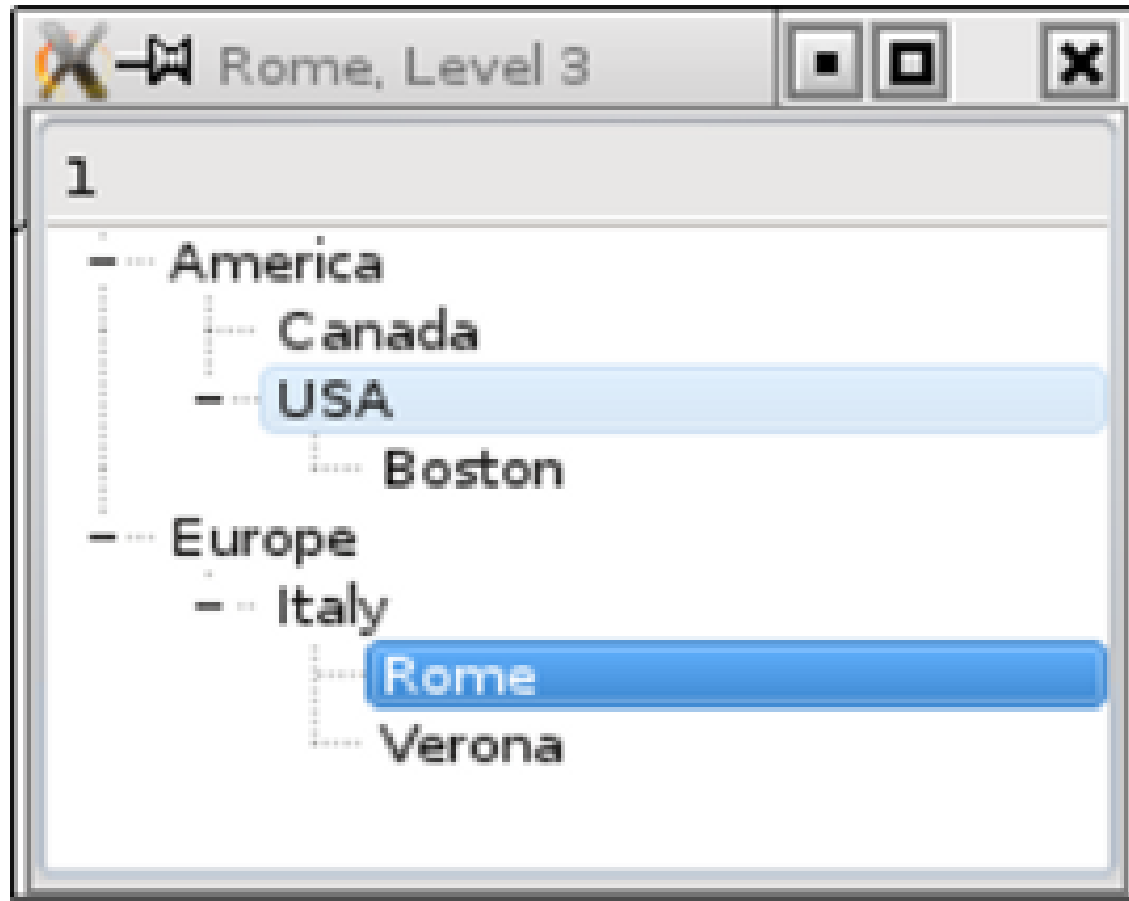 Rome, Level 3
1
America
Canada
USA
Boston
Europe
Italy
Rome
Verona